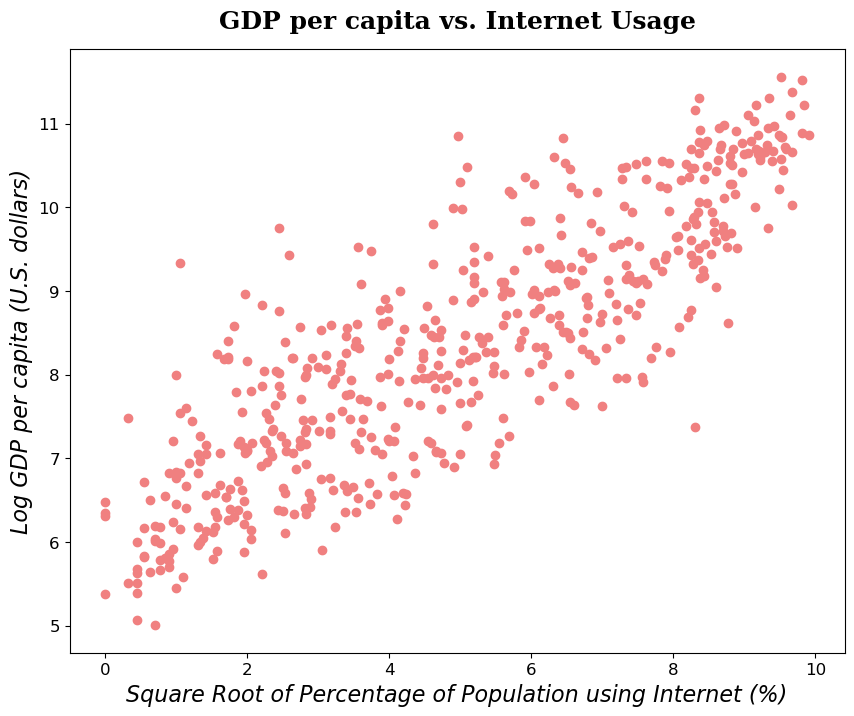 GDP per capita vs. Internet Usage
Log GDP per capita (U.S. dollars)
11
10
9
8
7
6
5
0 2 4 6 8 10
Square Root of Percentage of Population using Internet (%)